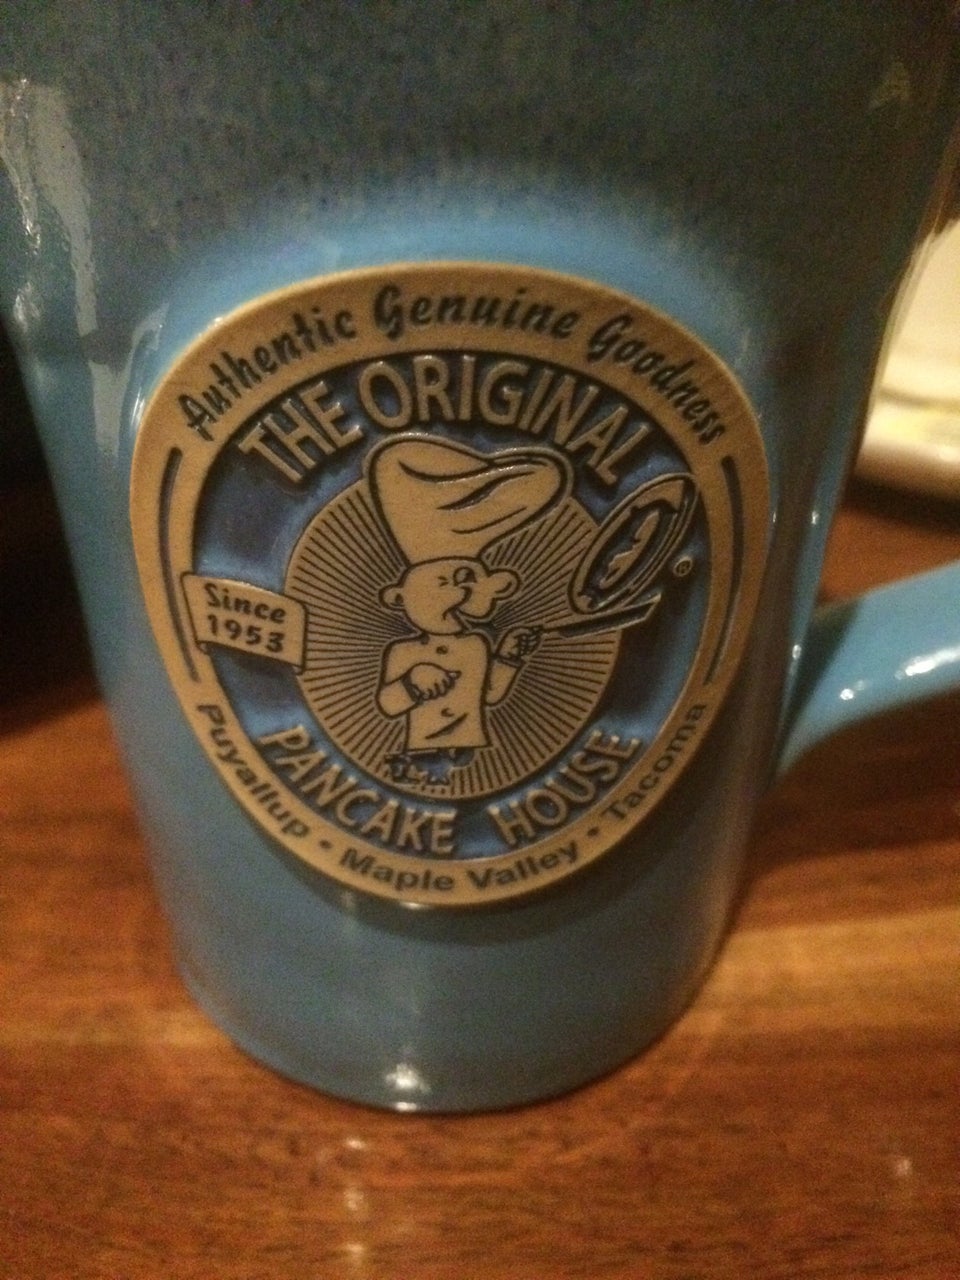 Authentic Genuine Goodness
THE ORIGINAL
®
Since
1953
PANCAKE HOUSE
Puyallup • Maple Valley • Tacoma